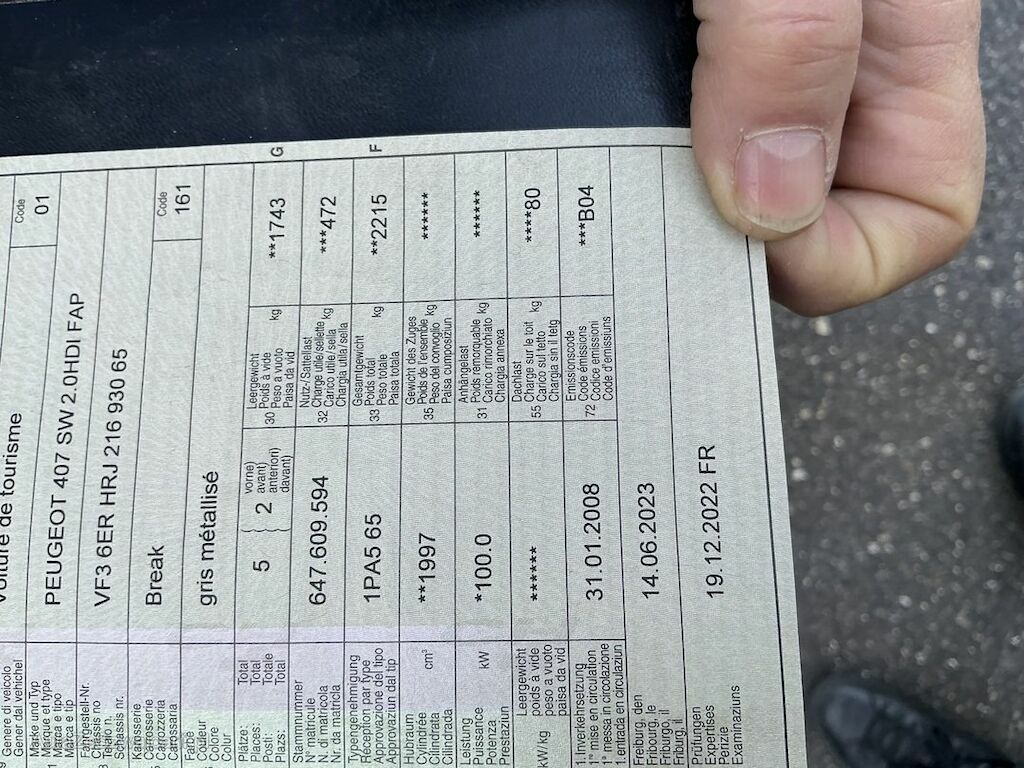 Genere di veicolo
Gener dal vehichel
Voiture de tourisme
Code
01
Marke und Typ
Marque et type
Marca e tipo
Marca e tip
PEUGEOT 407 SW 2.0HDI FAP
Fahrgestell-Nr.
Châssis no
Telaio n.
Schassis nr.
VF3 6ER HRJ 216 930 65
Karosserie
Carrosserie
Carrozzeria
Carossaria
Break
Code
161
Farbe
Couleur
Colore
Colur
gris métallisé
Plätze: Total
Places: Total
Posti: Totale
Plazs: Total
5 { 2
vorne)
avant)
anteriori)
davant)
30
Leergewicht
Poids à vide
Peso a vuoto
Paisa da vid
kg
**1743
G
Stammnummer
N° matricule
N. di matricola
Nr. da matricla
647.609.594
32
Nutz-/Sattellast
Charge utile/sellette
Carico utile / sella
Chargia utila / sella
kg
***472
Typengenehmigung
Réception par type
Approvazione del tipo
Approvaziun dal tip
1PA5 65
33
Gesamtgewicht
Poids total
Peso totale
Paisa totala
kg
**2215
F
Hubraum
Cylindrée
Cilindrata
Cilindrada
cm³
**1997
35
Gewicht des Zuges
Poids de l'ensemble
Peso del convoglio
Paisa cumposiziun
kg
******
Leistung
Puissance
Potenza
Prestaziun
kW
*100.0
31
Anhängelast
Poids remorquable
Carico rimorchiato
Chargia annexa
kg
******
kW/kg
Leergewicht
poids à vide
peso a vuoto
paisa da vid
******
55
Dachlast
Charge sur le toit
Carico sul tetto
Chargia sin il tetg
kg
****80
1. Inverkehrsetzung
1re mise en circulation
1a messa in circolazione
1. entrada en circulaziun
31.01.2008
72
Emissionscode
Code émissions
Codice emissioni
Code d'emissiuns
***B04
Freiburg, den
Fribourg, le
Friburgo, il
Friburg, il
14.06.2023
Prüfungen
Expertises
Perizie
Examinaziuns
19.12.2022 FR